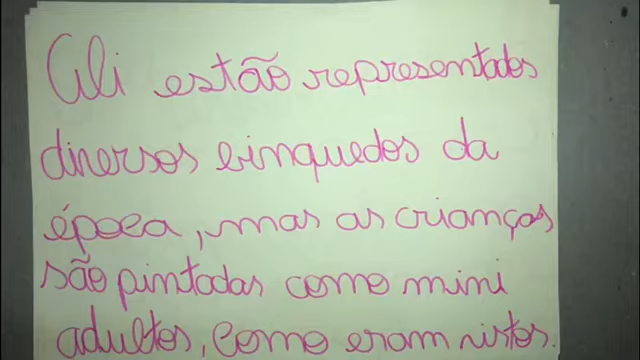 Ali estão representados
diversos brinquedos da
época, mas as crianças
são pintadas como mini
adultos, como eram vistos.